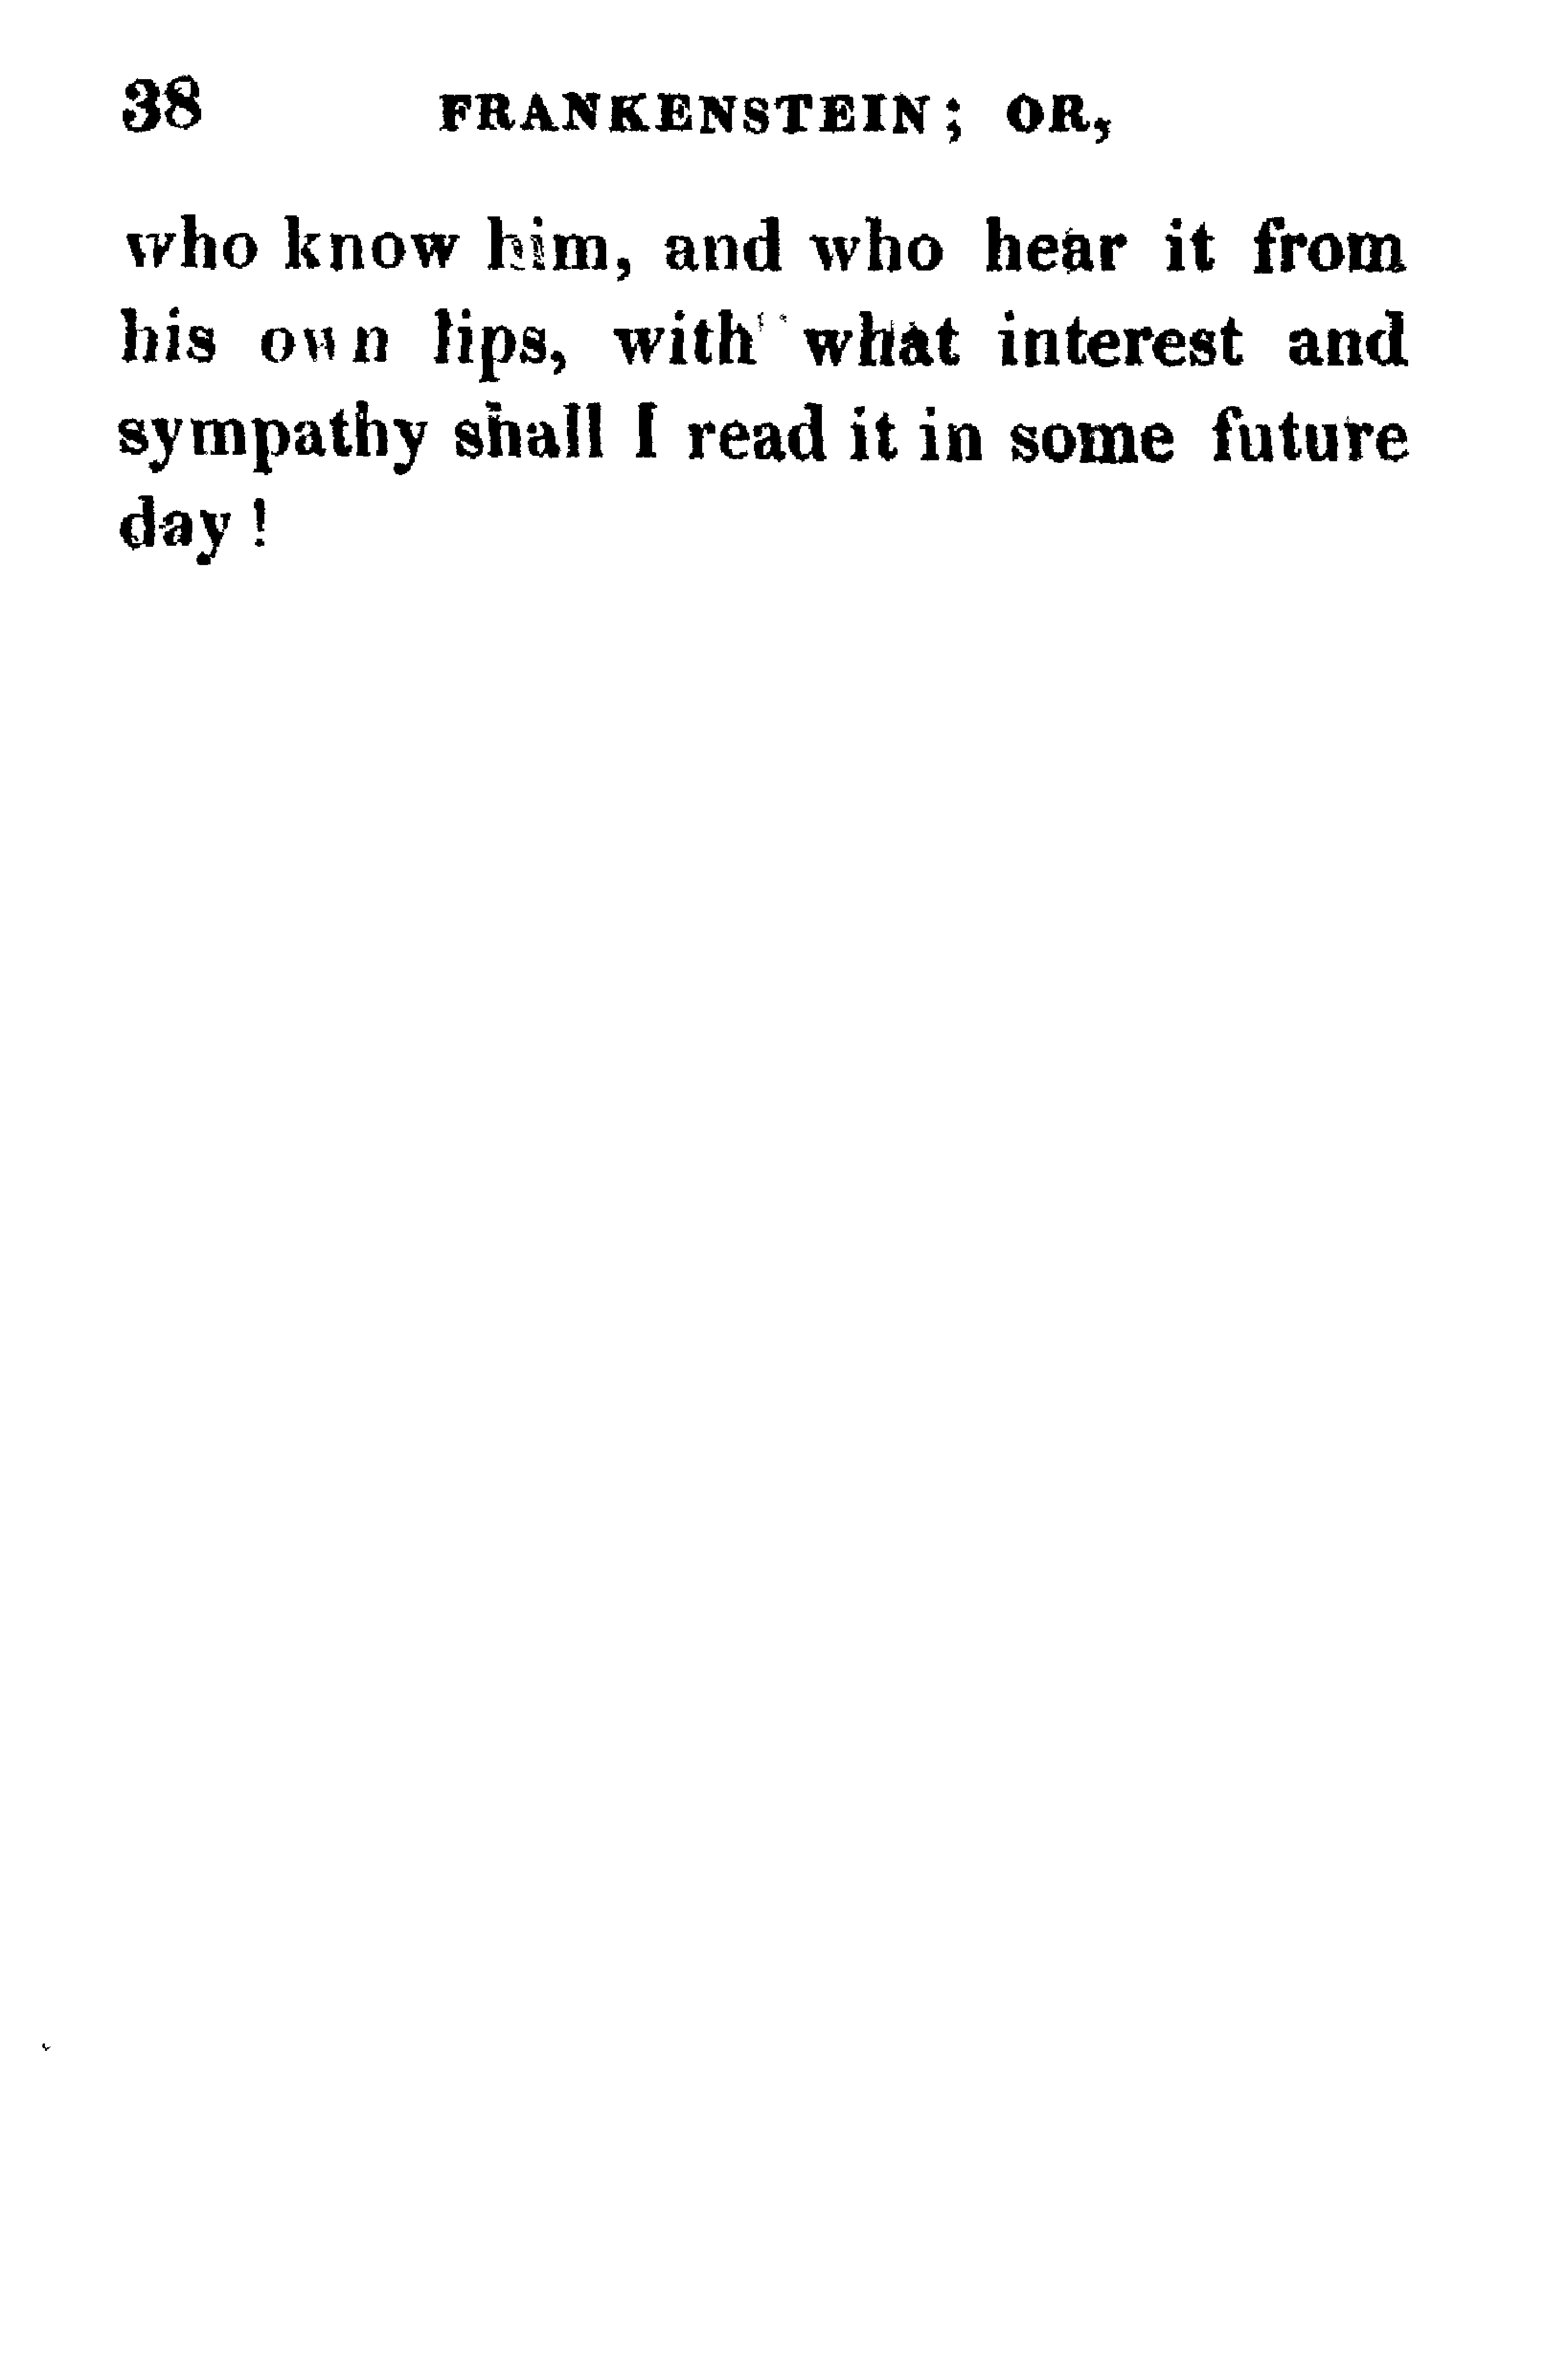 38 FRANKENSTEIN; OR,
who know him, and who hear it from
his own lips, with what interest and
sympathy shall I read it in some future
day!